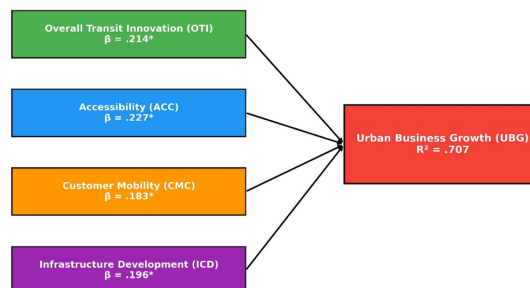 Overall Transit Innovation (OTI)
β = .214*
Accessibility (ACC)
β = .227*
Urban Business Growth (UBG)
R² = .707
Customer Mobility (CMC)
β = .183*
Infrastructure Development (ICD)
β = .196*